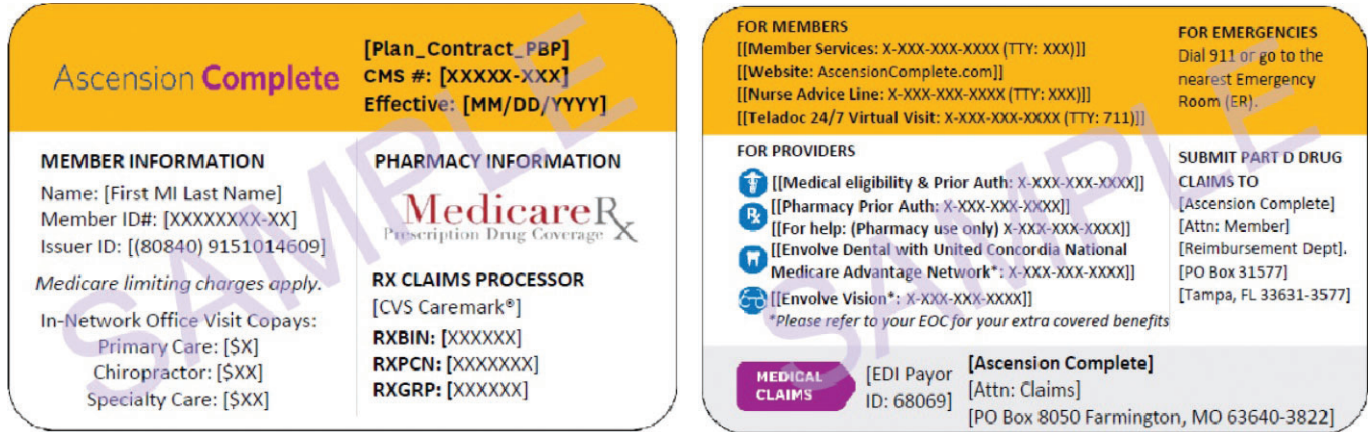 Ascension Complete
[Plan_Contract_PBP]
CMS #: [XXXXX-XXX]
Effective: [MM/DD/YYYY]
MEMBER INFORMATION
Name: [First MI Last Name]
Member ID#: [XXXXXXXX-XX]
Issuer ID: [(80840) 9151014609]
Medicare limiting charges apply.
In-Network Office Visit Copays:
Primary Care: [$X]
Chiropractor: [$XX]
Specialty Care: [$XX]
PHARMACY INFORMATION
MedicareRx
Prescription Drug Coverage
RX CLAIMS PROCESSOR
[CVS Caremark®]
RXBIN: [XXXXXX]
RXPCN: [XXXXXXX]
RXGRP: [XXXXXX]
SAMPLE
FOR MEMBERS
[[Member Services: X-XXX-XXX-XXXX (TTY: XXX)]]
[[Website: AscensionComplete.com]]
[[Nurse Advice Line: X-XXX-XXX-XXXX (TTY: XXX)]]
[[Teladoc 24/7 Virtual Visit: X-XXX-XXX-XXXX (TTY: 711)]]
FOR EMERGENCIES
Dial 911 or go to the
nearest Emergency
Room (ER).
FOR PROVIDERS
[[Medical eligibility & Prior Auth: X-XXX-XXX-XXXX]]
Rx
[[Pharmacy Prior Auth: X-XXX-XXX-XXXX]]
[[For help: (Pharmacy use only) X-XXX-XXX-XXXX]]
[[Envolve Dental with United Concordia National
Medicare Advantage Network*: X-XXX-XXX-XXXX]]
[[Envolve Vision*: X-XXX-XXX-XXXX]]
*Please refer to your EOC for your extra covered benefits
SUBMIT PART D DRUG
CLAIMS TO
[Ascension Complete]
[Attn: Member]
[Reimbursement Dept].
[PO Box 31577]
[Tampa, FL 33631-3577]
MEDICAL
CLAIMS
[EDI Payor
ID: 68069]
[Ascension Complete]
[Attn: Claims]
[PO Box 8050 Farmington, MO 63640-3822]
SAMPLE